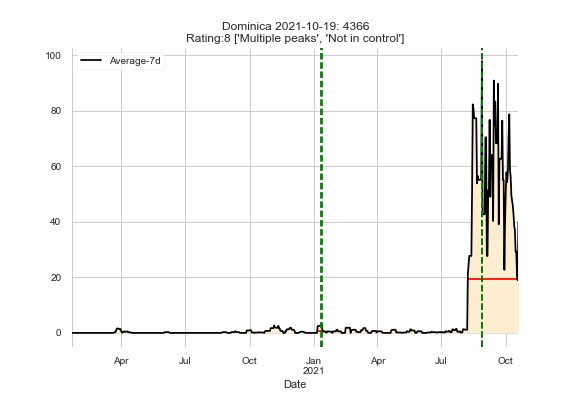 Dominica 2021-10-19: 4366
Rating:8 ['Multiple peaks', 'Not in control']
Average-7d
100
80
60
40
20
0
Apr
Jul
Oct
Jan
2021
Apr
Jul
Oct
Date